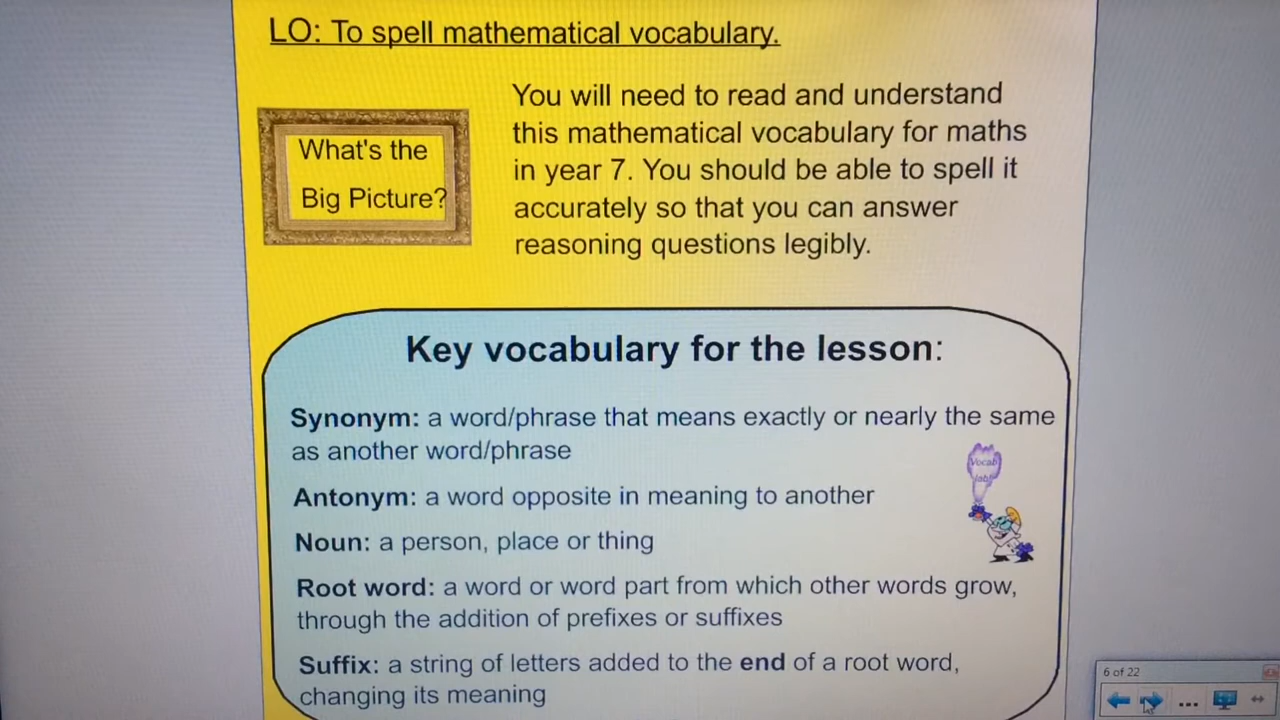 LO: To spell mathematical vocabulary.
What's the
Big Picture?
You will need to read and understand
this mathematical vocabulary for maths
in year 7. You should be able to spell it
accurately so that you can answer
reasoning questions legibly.
Key vocabulary for the lesson:
Synonym: a word/phrase that means exactly or nearly the same
as another word/phrase
Antonym: a word opposite in meaning to another
Noun: a person, place or thing
Root word: a word or word part from which other words grow,
through the addition of prefixes or suffixes
Suffix: a string of letters added to the end of a root word,
changing its meaning
Vocab
lab!
6 of 22